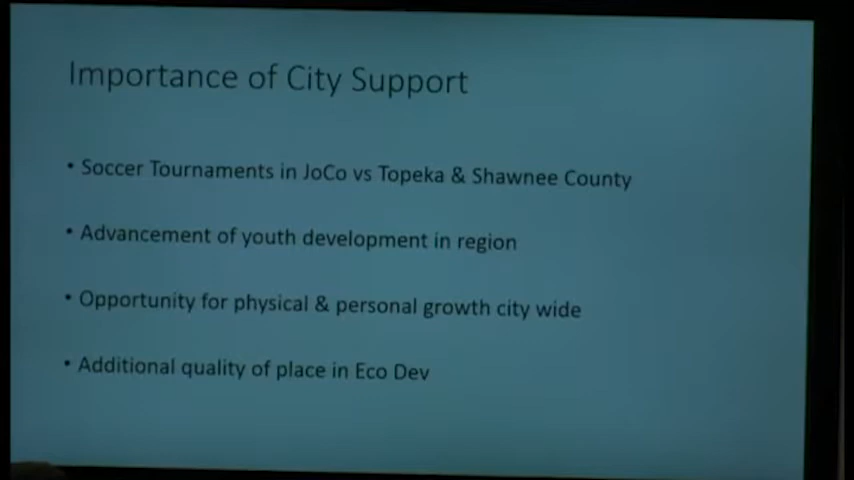 Importance of City Support
• Soccer Tournaments in JoCo vs Topeka & Shawnee County
• Advancement of youth development in region
• Opportunity for physical & personal growth city wide
• Additional quality of place in Eco Dev